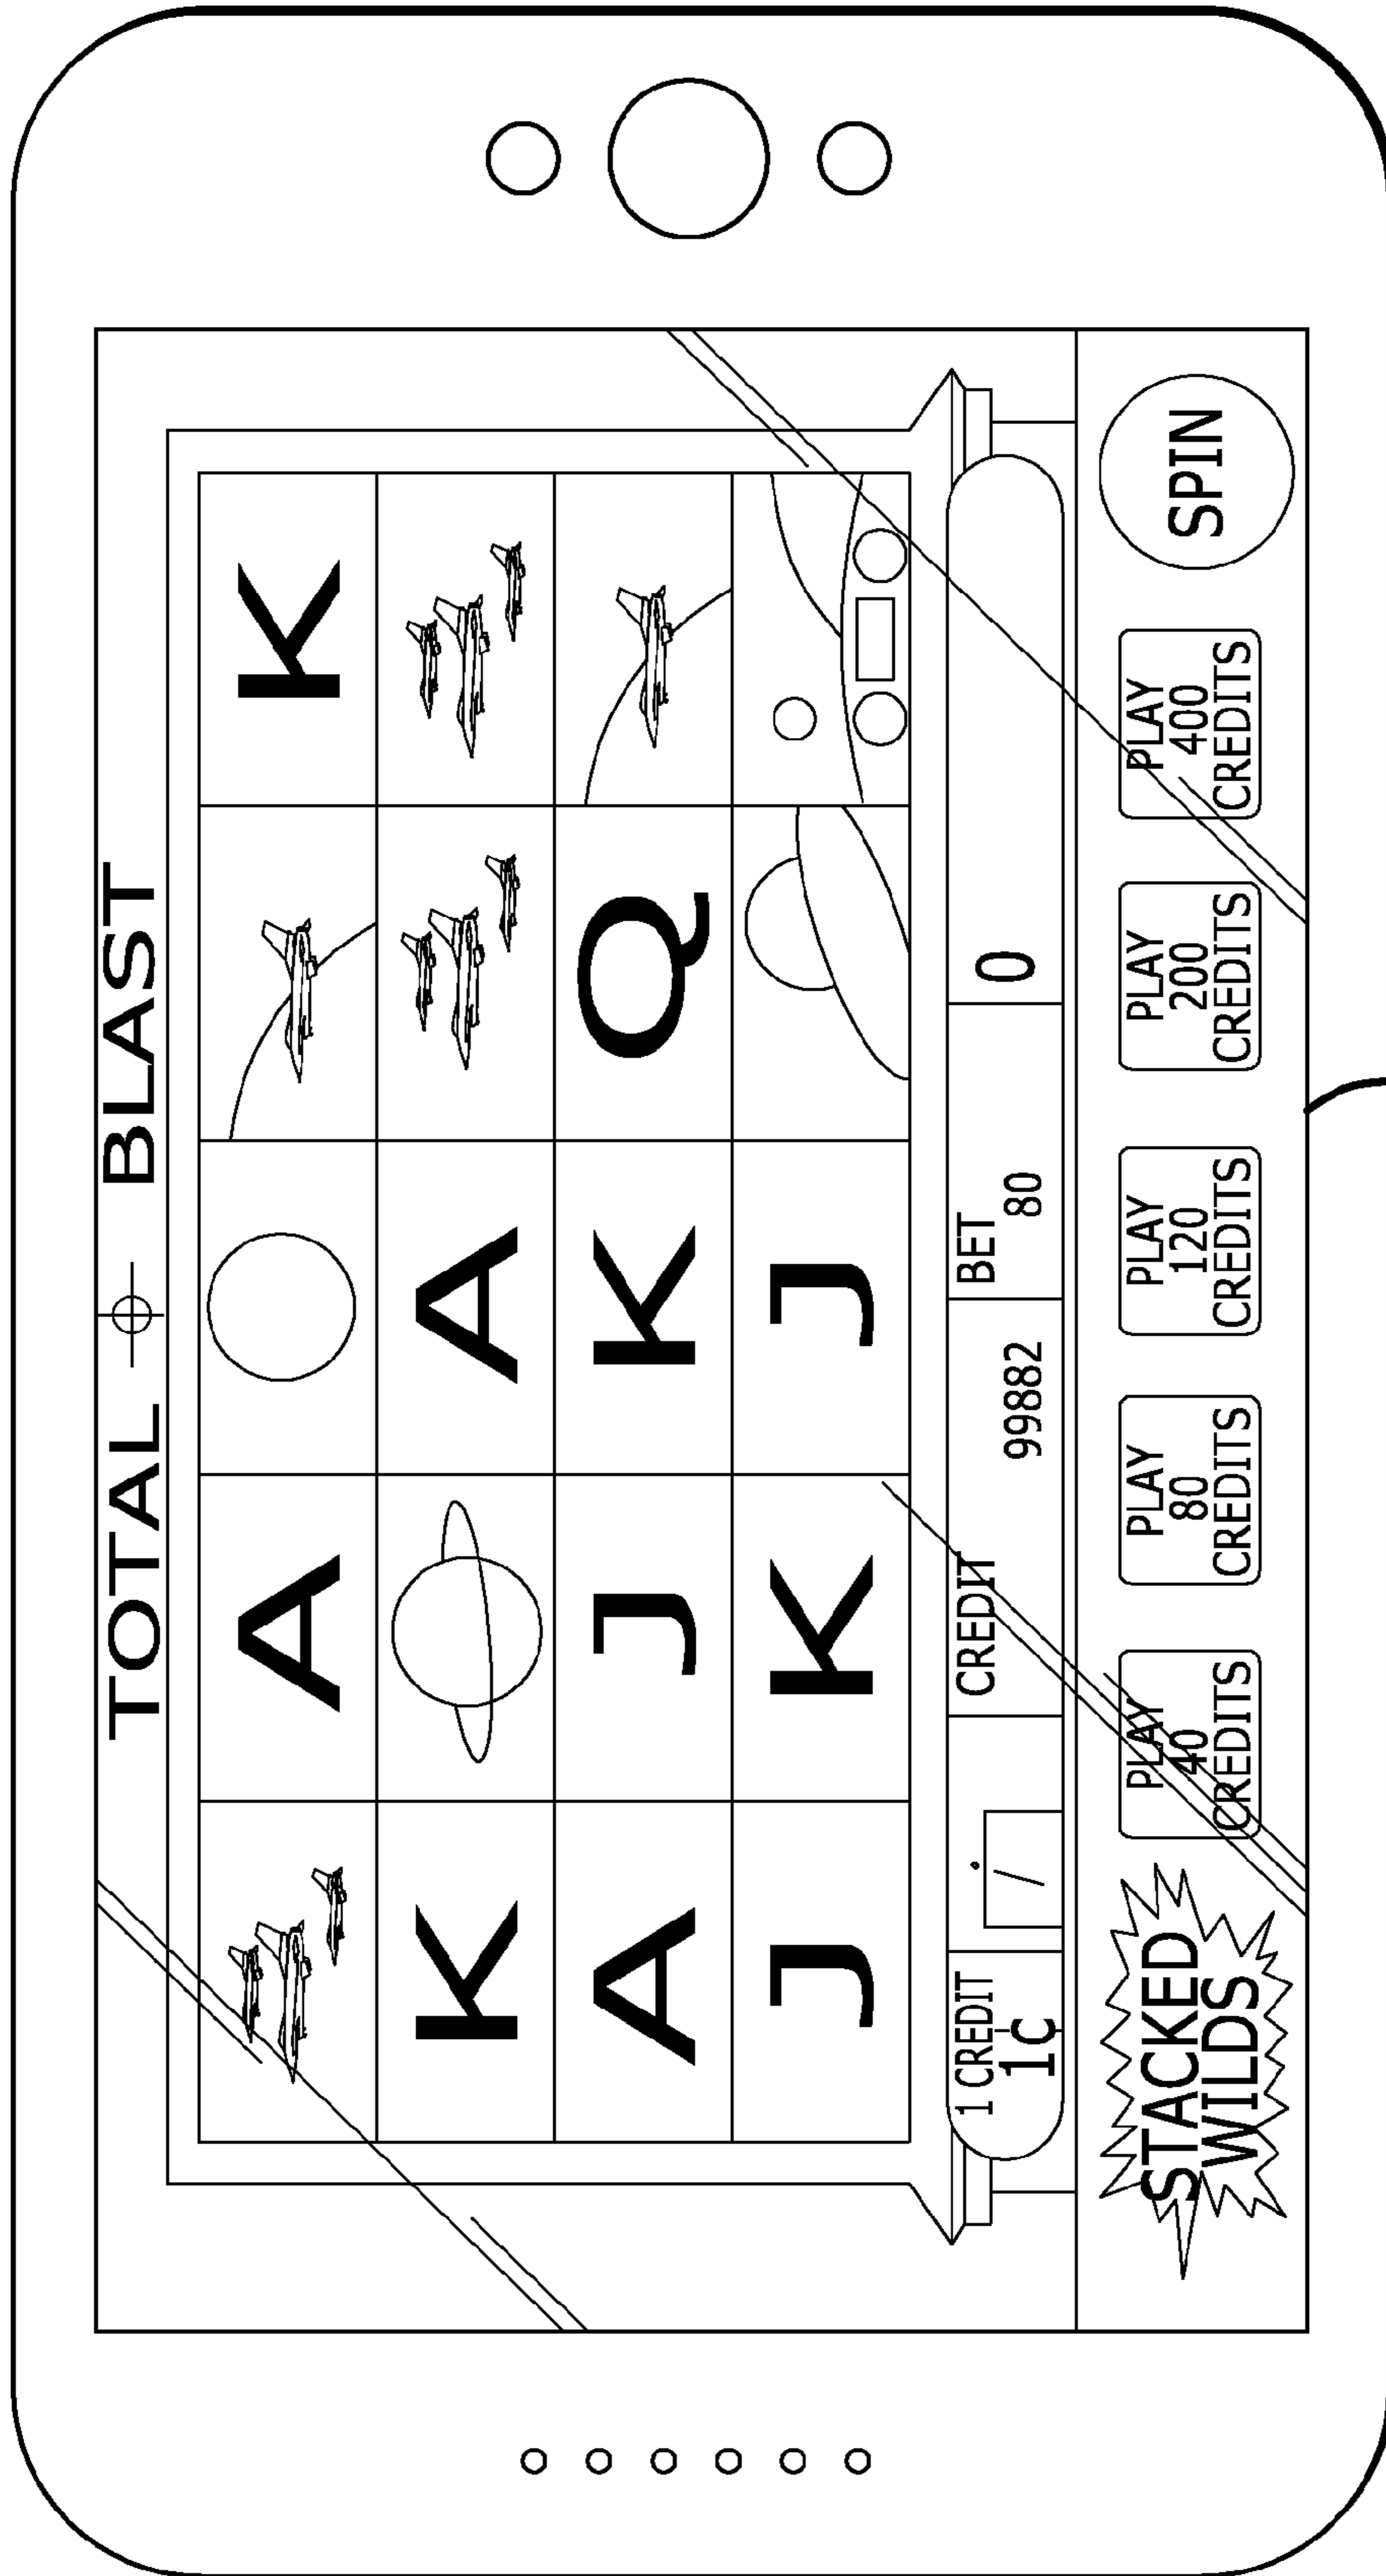 TOTAL BLAST
A K
K A
A J K Q
J K J
1 CREDIT CREDIT BET
1C 99882 80 0
STACKED
WILDS
PLAY
40
CREDITS
PLAY
80
CREDITS
PLAY
120
CREDITS
PLAY
200
CREDITS
PLAY
400
CREDITS
SPIN